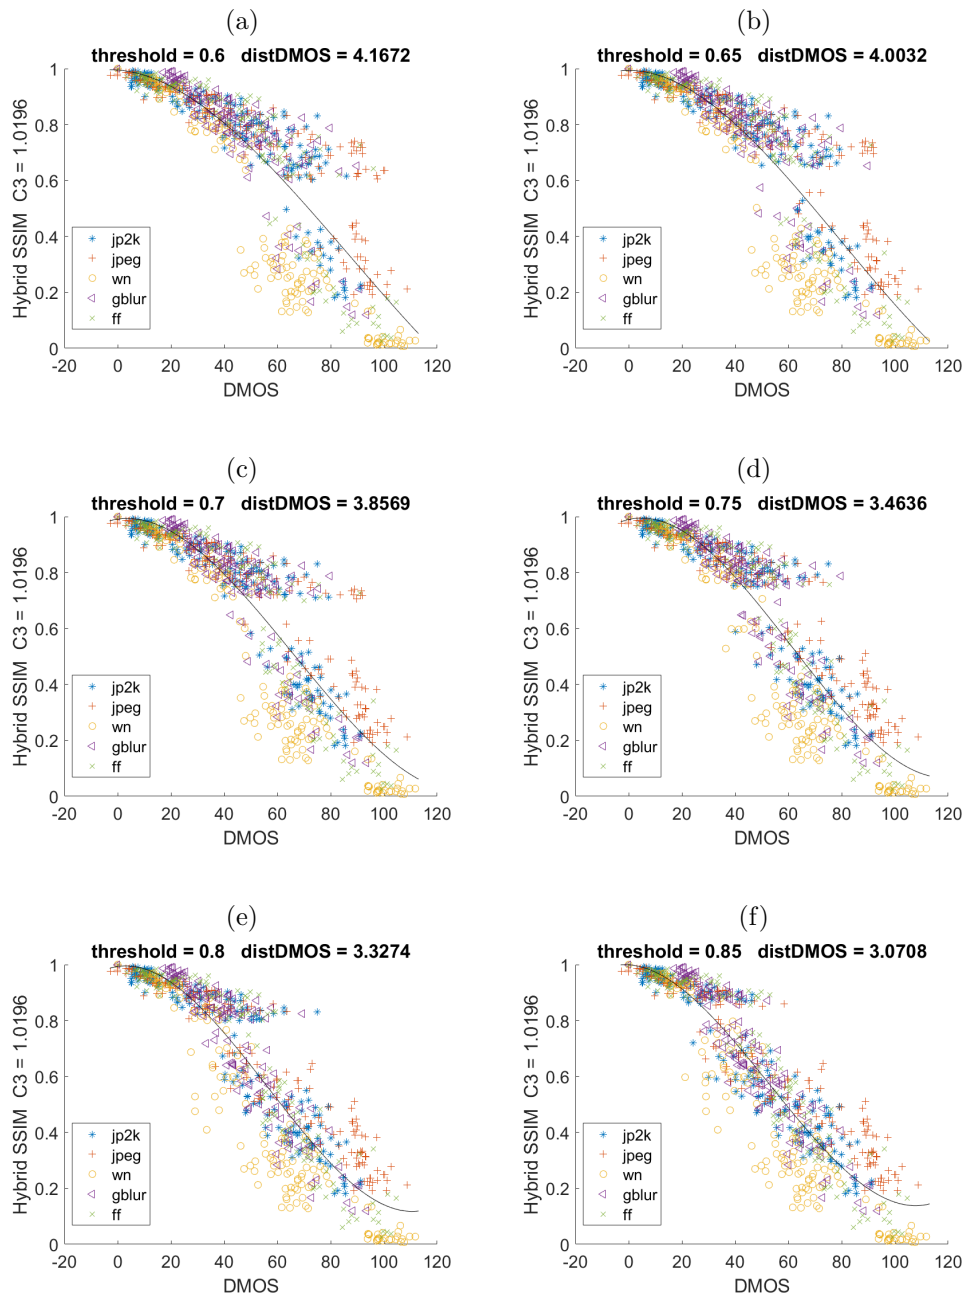 (a)
threshold = 0.6 distDMOS = 4.1672
Hybrid SSIM C3 = 1.0196
1
0.8
0.6
0.4
0.2
0
jp2k
jpeg
wn
gblur
ff
-20 0 20 40 60 80 100 120
DMOS
(b)
threshold = 0.65 distDMOS = 4.0032
Hybrid SSIM C3 = 1.0196
1
0.8
0.6
0.4
0.2
0
jp2k
jpeg
wn
gblur
ff
-20 0 20 40 60 80 100 120
DMOS
(c)
threshold = 0.7 distDMOS = 3.8569
Hybrid SSIM C3 = 1.0196
1
0.8
0.6
0.4
0.2
0
jp2k
jpeg
wn
gblur
ff
-20 0 20 40 60 80 100 120
DMOS
(d)
threshold = 0.75 distDMOS = 3.4636
Hybrid SSIM C3 = 1.0196
1
0.8
0.6
0.4
0.2
0
jp2k
jpeg
wn
gblur
ff
-20 0 20 40 60 80 100 120
DMOS
(e)
threshold = 0.8 distDMOS = 3.3274
Hybrid SSIM C3 = 1.0196
1
0.8
0.6
0.4
0.2
0
jp2k
jpeg
wn
gblur
ff
-20 0 20 40 60 80 100 120
DMOS
(f)
threshold = 0.85 distDMOS = 3.0708
Hybrid SSIM C3 = 1.0196
1
0.8
0.6
0.4
0.2
0
jp2k
jpeg
wn
gblur
ff
-20 0 20 40 60 80 100 120
DMOS